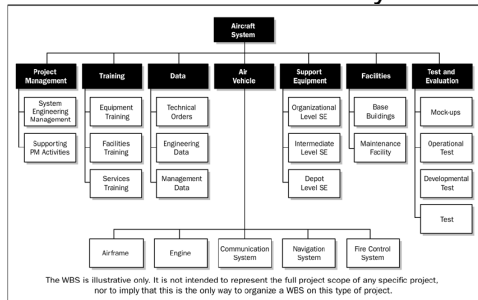 Aircraft
System
Project
Management
Training
Data
Air
Vehicle
Support
Equipment
Facilities
Test and
Evaluation
System
Engineering
Management
Supporting
PM Activities
Equipment
Training
Facilities
Training
Services
Training
Technical
Orders
Engineering
Data
Management
Data
Organizational
Level SE
Intermediate
Level SE
Depot
Level SE
Base
Buildings
Maintenance
Facility
Mock-ups
Operational
Test
Developmental
Test
Test
Airframe
Engine
Communication
System
Navigation
System
Fire Control
System
The WBS is illustrative only. It is not intended to represent the full project scope of any specific project,
nor to imply that this is the only way to organize a WBS on this type of project.